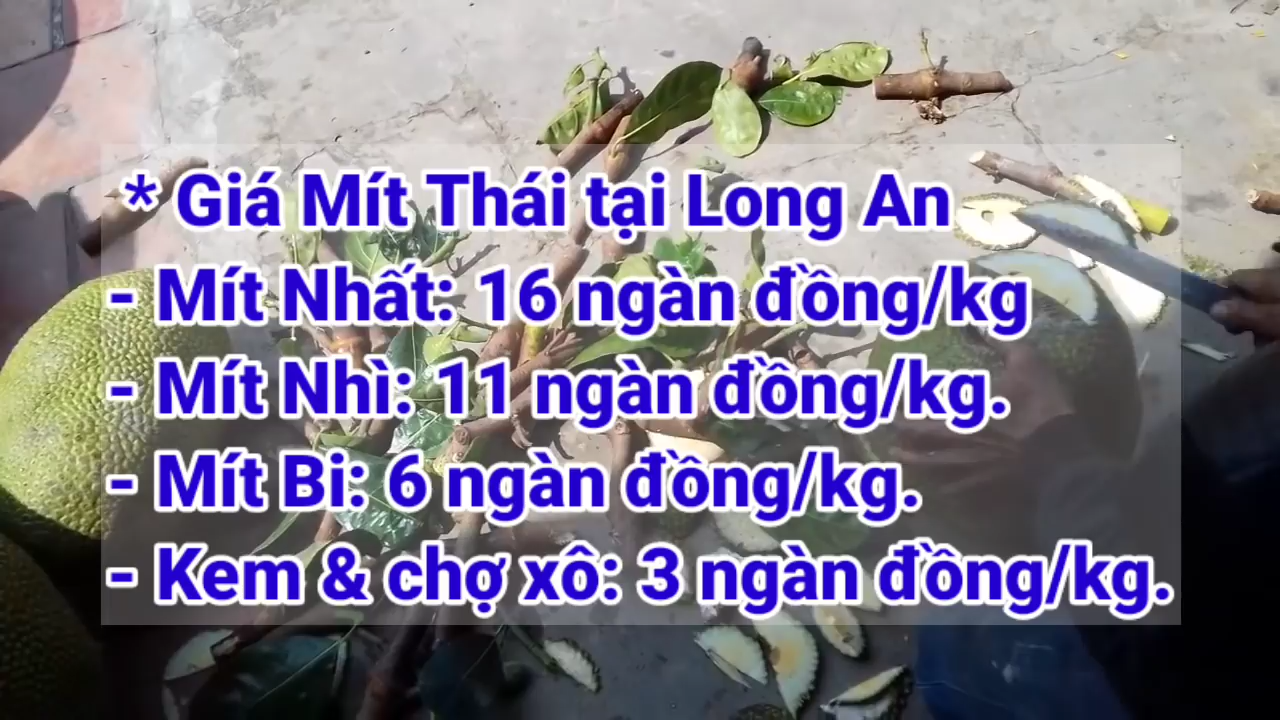 * Giá Mít Thái tại Long An
- Mít Nhất: 16 ngàn đồng/kg
- Mít Nhì: 11 ngàn đồng/kg.
- Mít Bi: 6 ngàn đồng/kg.
- Kem & chợ xô: 3 ngàn đồng/kg.